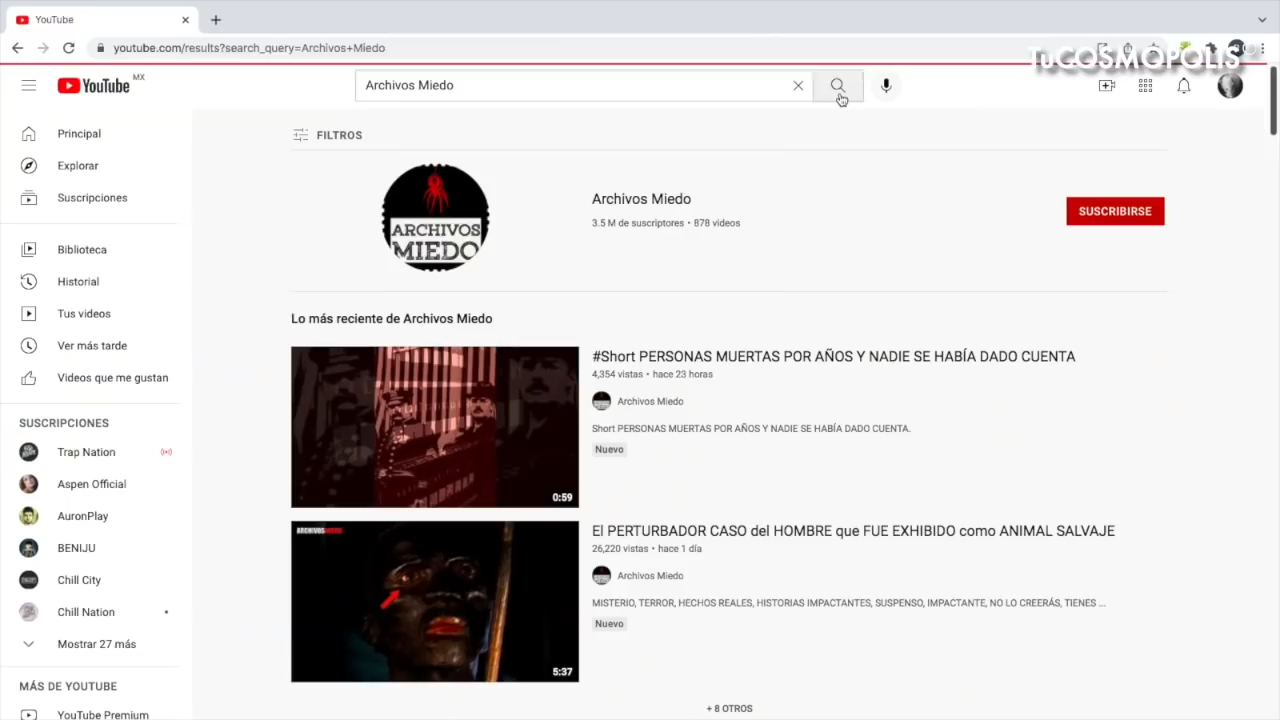 YouTube
youtube.com/results?search_query=Archivos+Miedo
TuCOSMOPOLIS
YouTube MX
Archivos Miedo
Principal
Explorar
Suscripciones
Biblioteca
Historial
Tus videos
Ver más tarde
Videos que me gustan
SUSCRIPCIONES
Trap Nation
Aspen Official
AuronPlay
BENIJU
Chill City
Chill Nation
Mostrar 27 más
MÁS DE YOUTUBE
YouTube Premium
FILTROS
ARCHIVOS
MIEDO
Archivos Miedo
3.5 M de suscriptores • 878 videos
SUSCRIBIRSE
Lo más reciente de Archivos Miedo
0:59
#Short PERSONAS MUERTAS POR AÑOS Y NADIE SE HABÍA DADO CUENTA
4,354 vistas • hace 23 horas
Archivos Miedo
Short PERSONAS MUERTAS POR AÑOS Y NADIE SE HABÍA DADO CUENTA.
Nuevo
ARCHIVOSMIEDO
5:37
El PERTURBADOR CASO del HOMBRE que FUE EXHIBIDO como ANIMAL SALVAJE
26,220 vistas • hace 1 día
Archivos Miedo
MISTERIO, TERROR, HECHOS REALES, HISTORIAS IMPACTANTES, SUSPENSO, IMPACTANTE, NO LO CREERÁS, TIENES ...
Nuevo
+ 8 OTROS